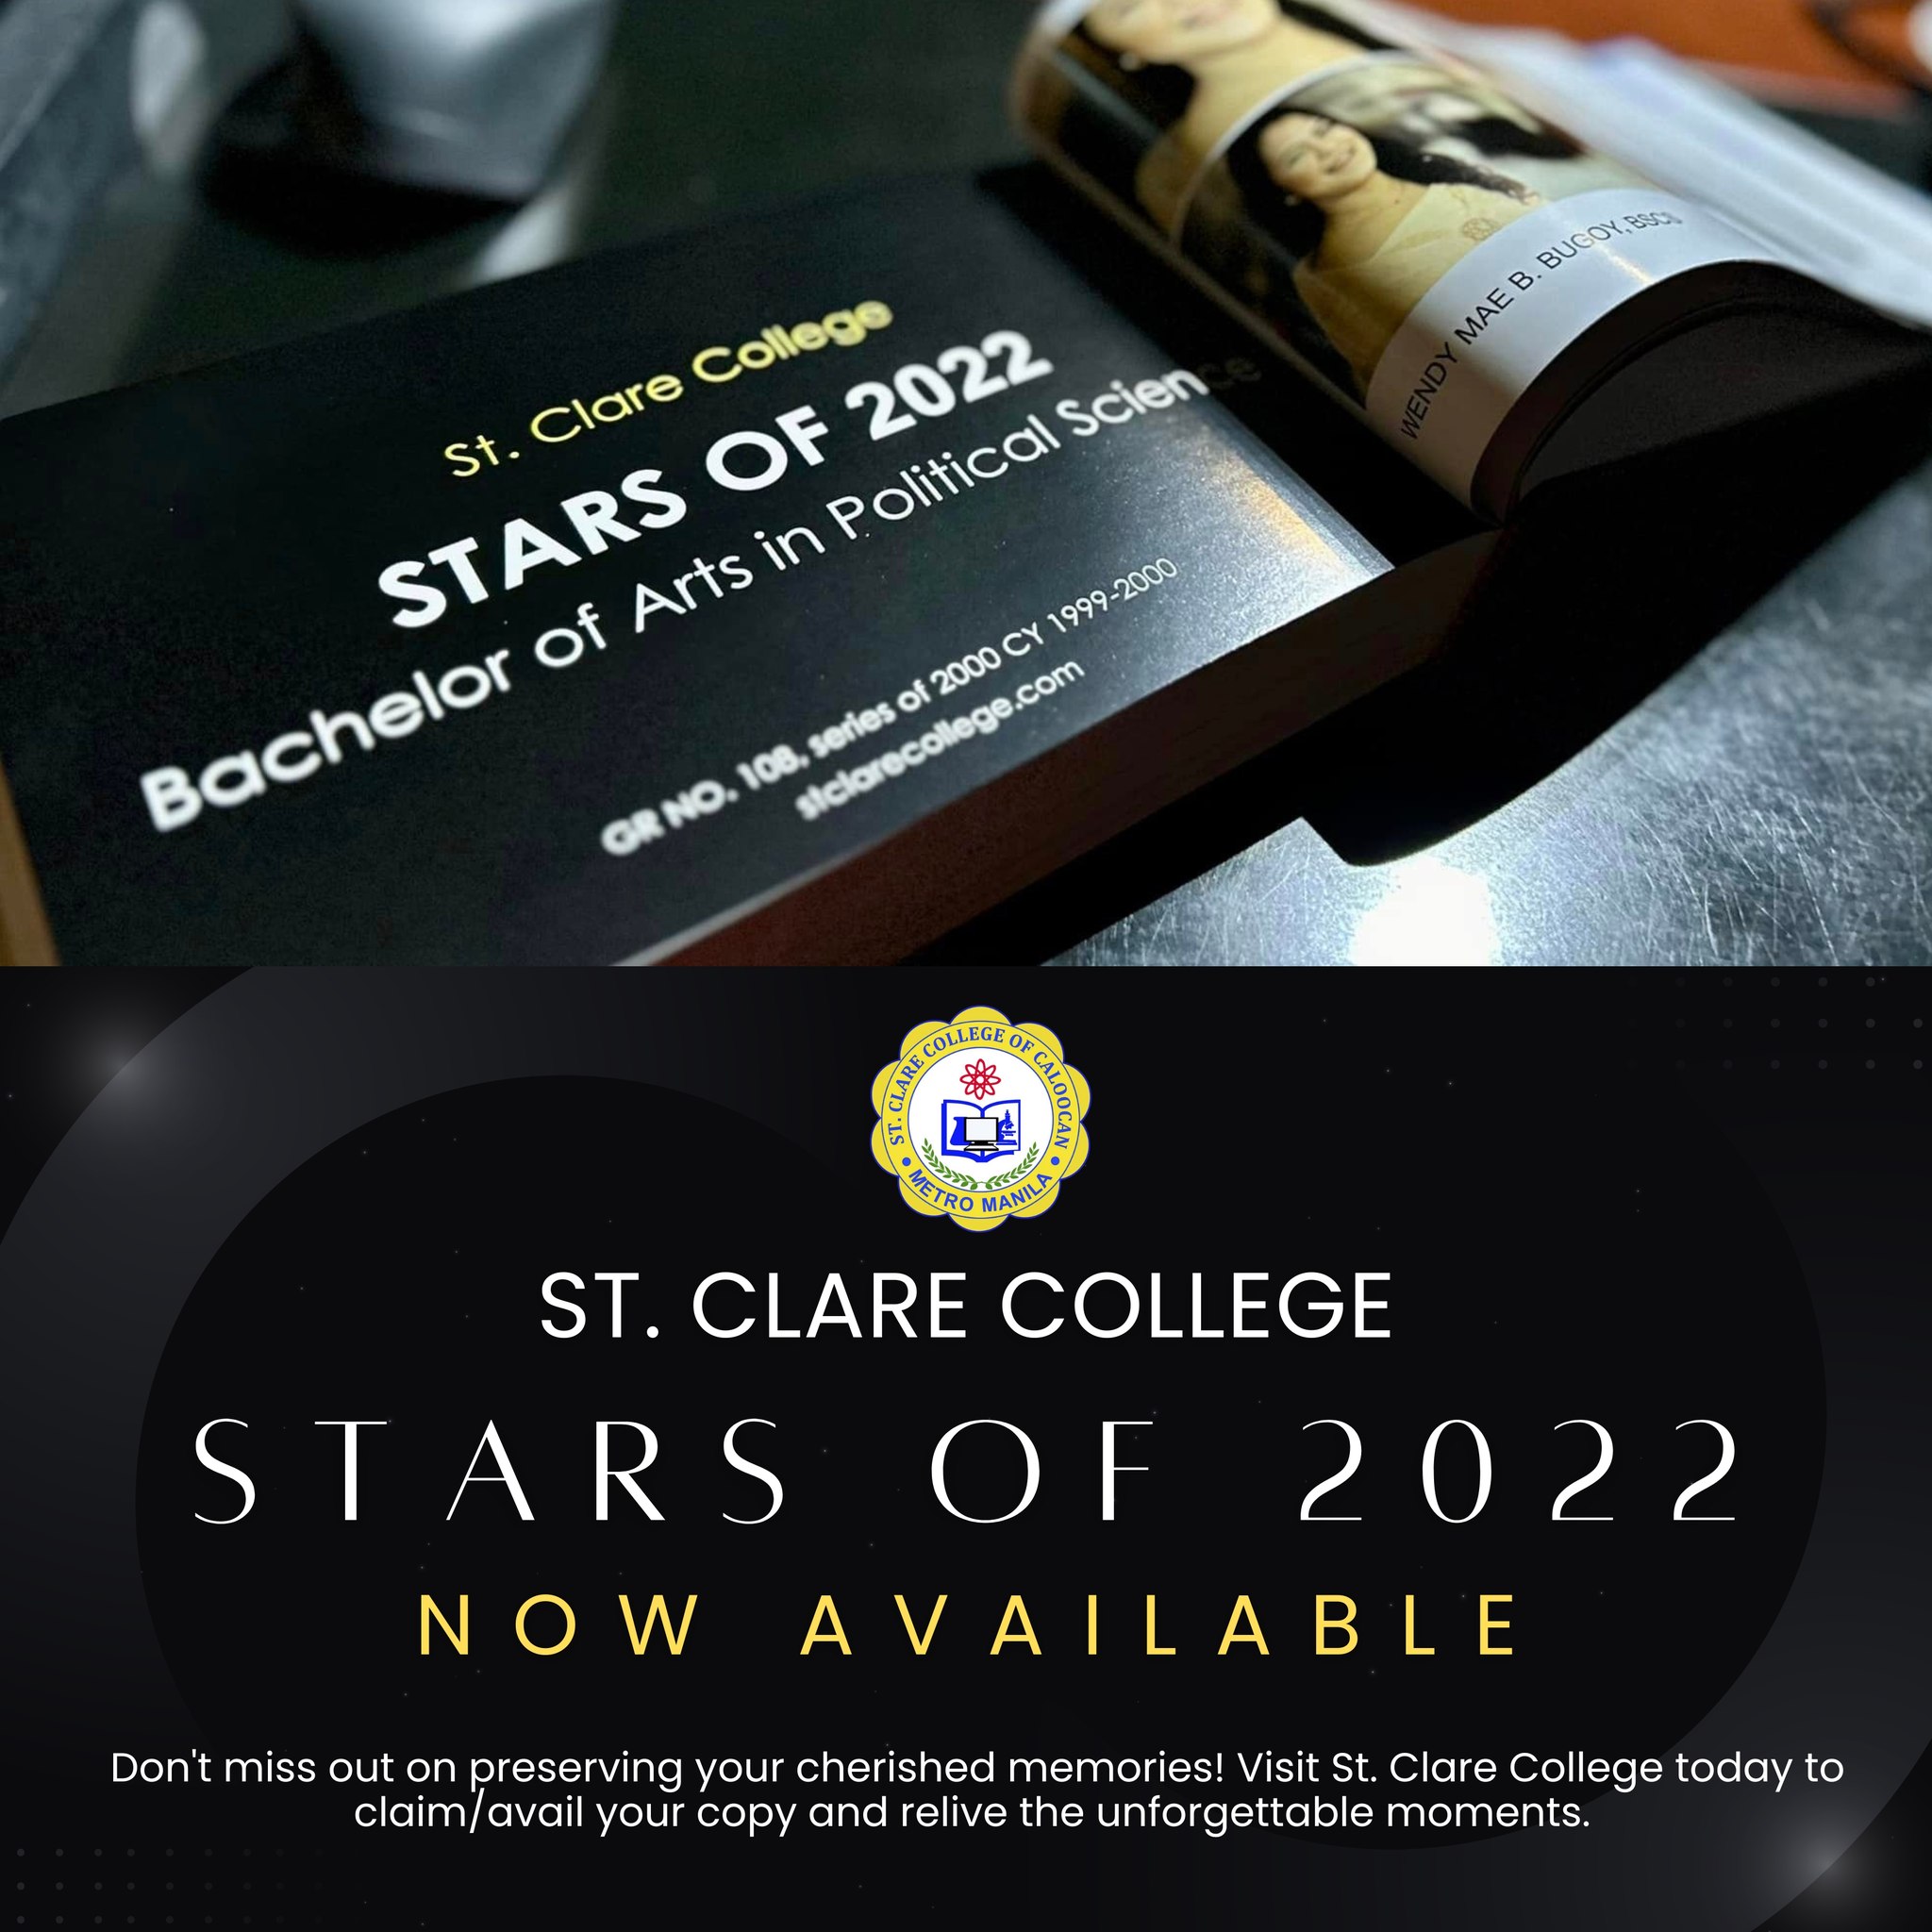 St. Clare College
STARS OF 2022
Bachelor of Arts in Political Science
GR NO. 108, series of 2000 CY 1999-2000
stclarecollege.com
WENDY MAE B. BUGOY, BSCS
ST. CLARE COLLEGE OF CALOOCAN
METRO MANILA
ST. CLARE COLLEGE
STARS OF 2022
NOW AVAILABLE
Don't miss out on preserving your cherished memories! Visit St. Clare College today to
claim/avail your copy and relive the unforgettable moments.